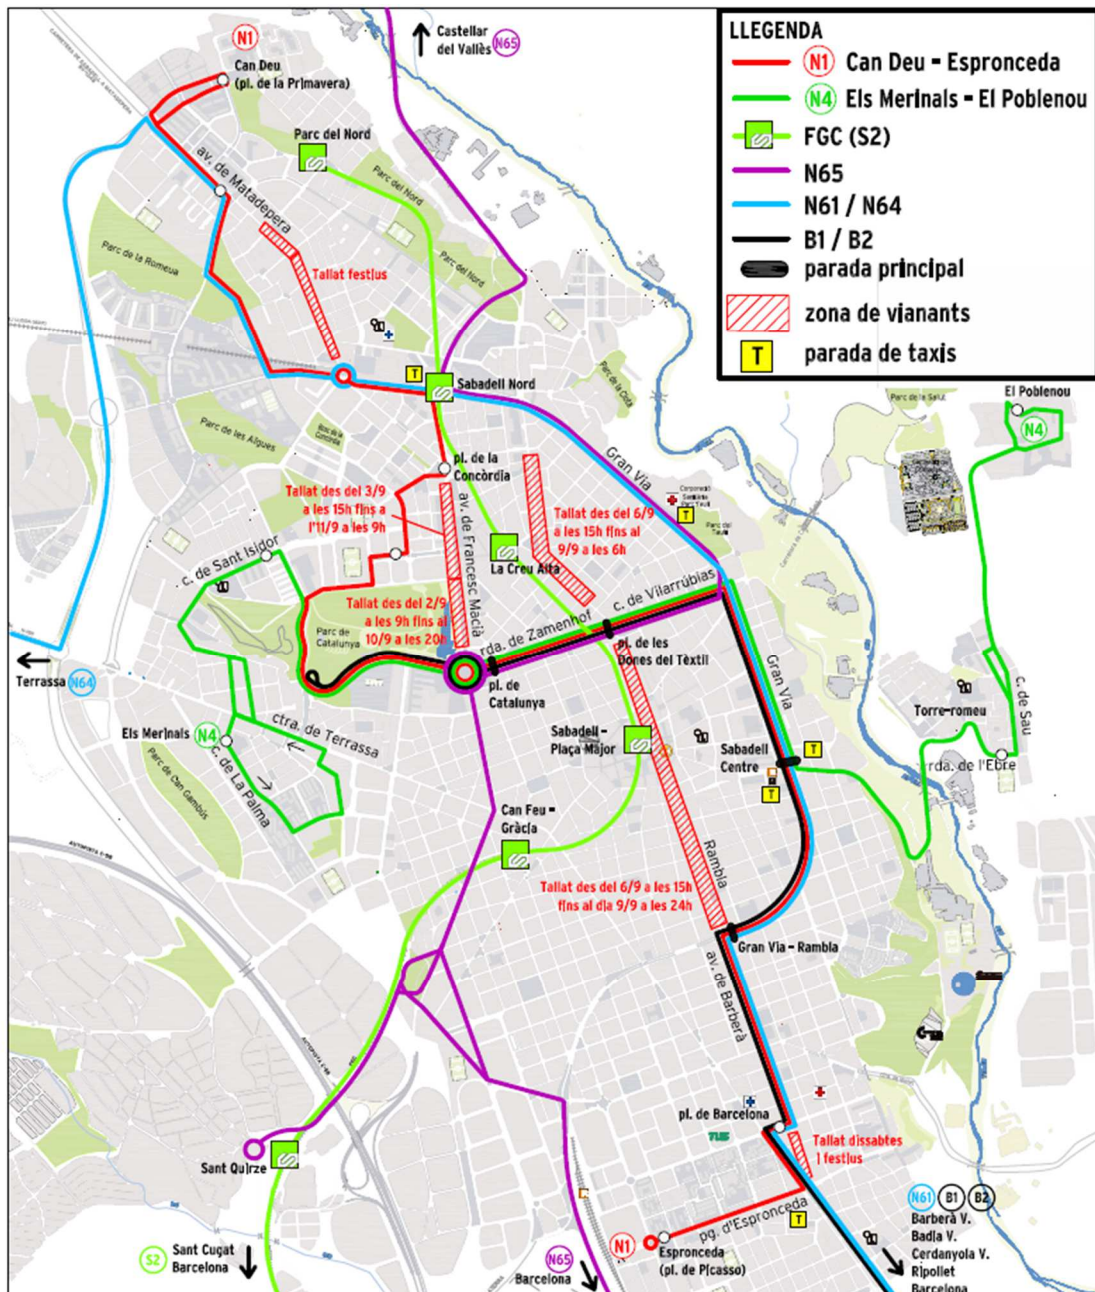 LLEGENDA
N1 Can Deu - Espronceda
N4 Els Merinals - El Poblenou
FGC (S2)
N65
N61 / N64
B1 / B2
parada principal
zona de vianants
T parada de taxis
Castellar
del Vallès
N65
N1
Can Deu
(pl. de la Primavera)
Parc del Nord
av. de Matadepera
Parc del Nord
Parc del Nord
Parc de la Romeua
Tallat festius
T
Sabadell Nord
Parc de les Aigües
pl. de la
Concòrdia
Gran Via
Parc de la Salut
El Poblenou
N4
Tallat des del 3/9
a les 15h fins a
l'11/9 a les 9h
av. de Francesc Macià
Tallat des del 6/9
a les 15h fins al
9/9 a les 6h
T
La Creu Alta
c. de Sant Isidor
Tallat des del 2/9
a les 9h fins al
10/9 a les 20h
Parc de
Catalunya
rda. de Zamenhof
c. de Vilarrúbias
pl. de les
Dones del Tèxtil
pl. de
Catalunya
Gran Via
Terrassa N64
Els Merinals N4
ctra. de Terrassa
c. de La Palma
Parc de Can Gambús
Sabadell -
Plaça Major
Sabadell
Centre
T
T
Torre-romeu
c. de Sau
rda. de l'Ebre
Can Feu -
Gràcia
Rambla
Tallat des del 6/9 a les 15h
fins al dia 9/9 a les 24h
Gran Via - Rambla
av. de Barberà
pl. de Barcelona
TUS
Tallat dissabtes
i festius
Sant Quirze
pg. d'Espronceda
T
N1
Espronceda
(pl. de Picasso)
S2
Sant Cugat
Barcelona
N65
Barcelona
N61 B1 B2
Barberà V.
Badia V.
Cerdanyola V.
Ripollet
Barcelona